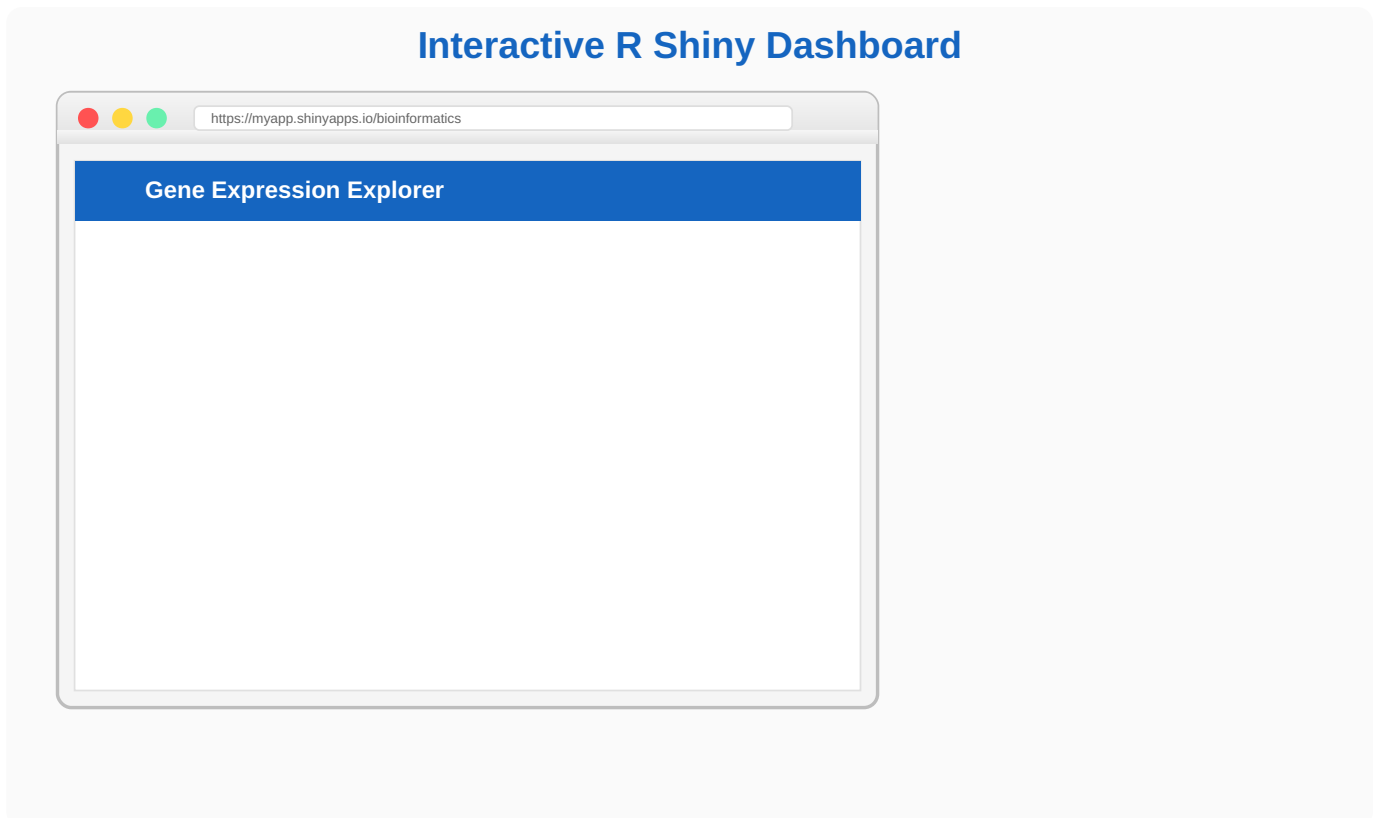 Interactive R Shiny Dashboard
https://myapp.shinyapps.io/bioinformatics
Gene Expression Explorer